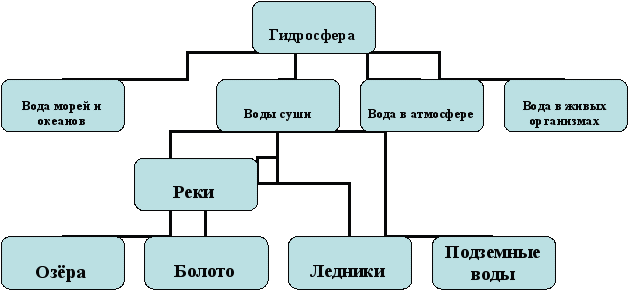 Гидросфера
Вода морей и
океанов
Воды суши
Вода в атмосфере
Вода в живых
организмах
Реки
Озёра
Болото
Ледники
Подземные
воды